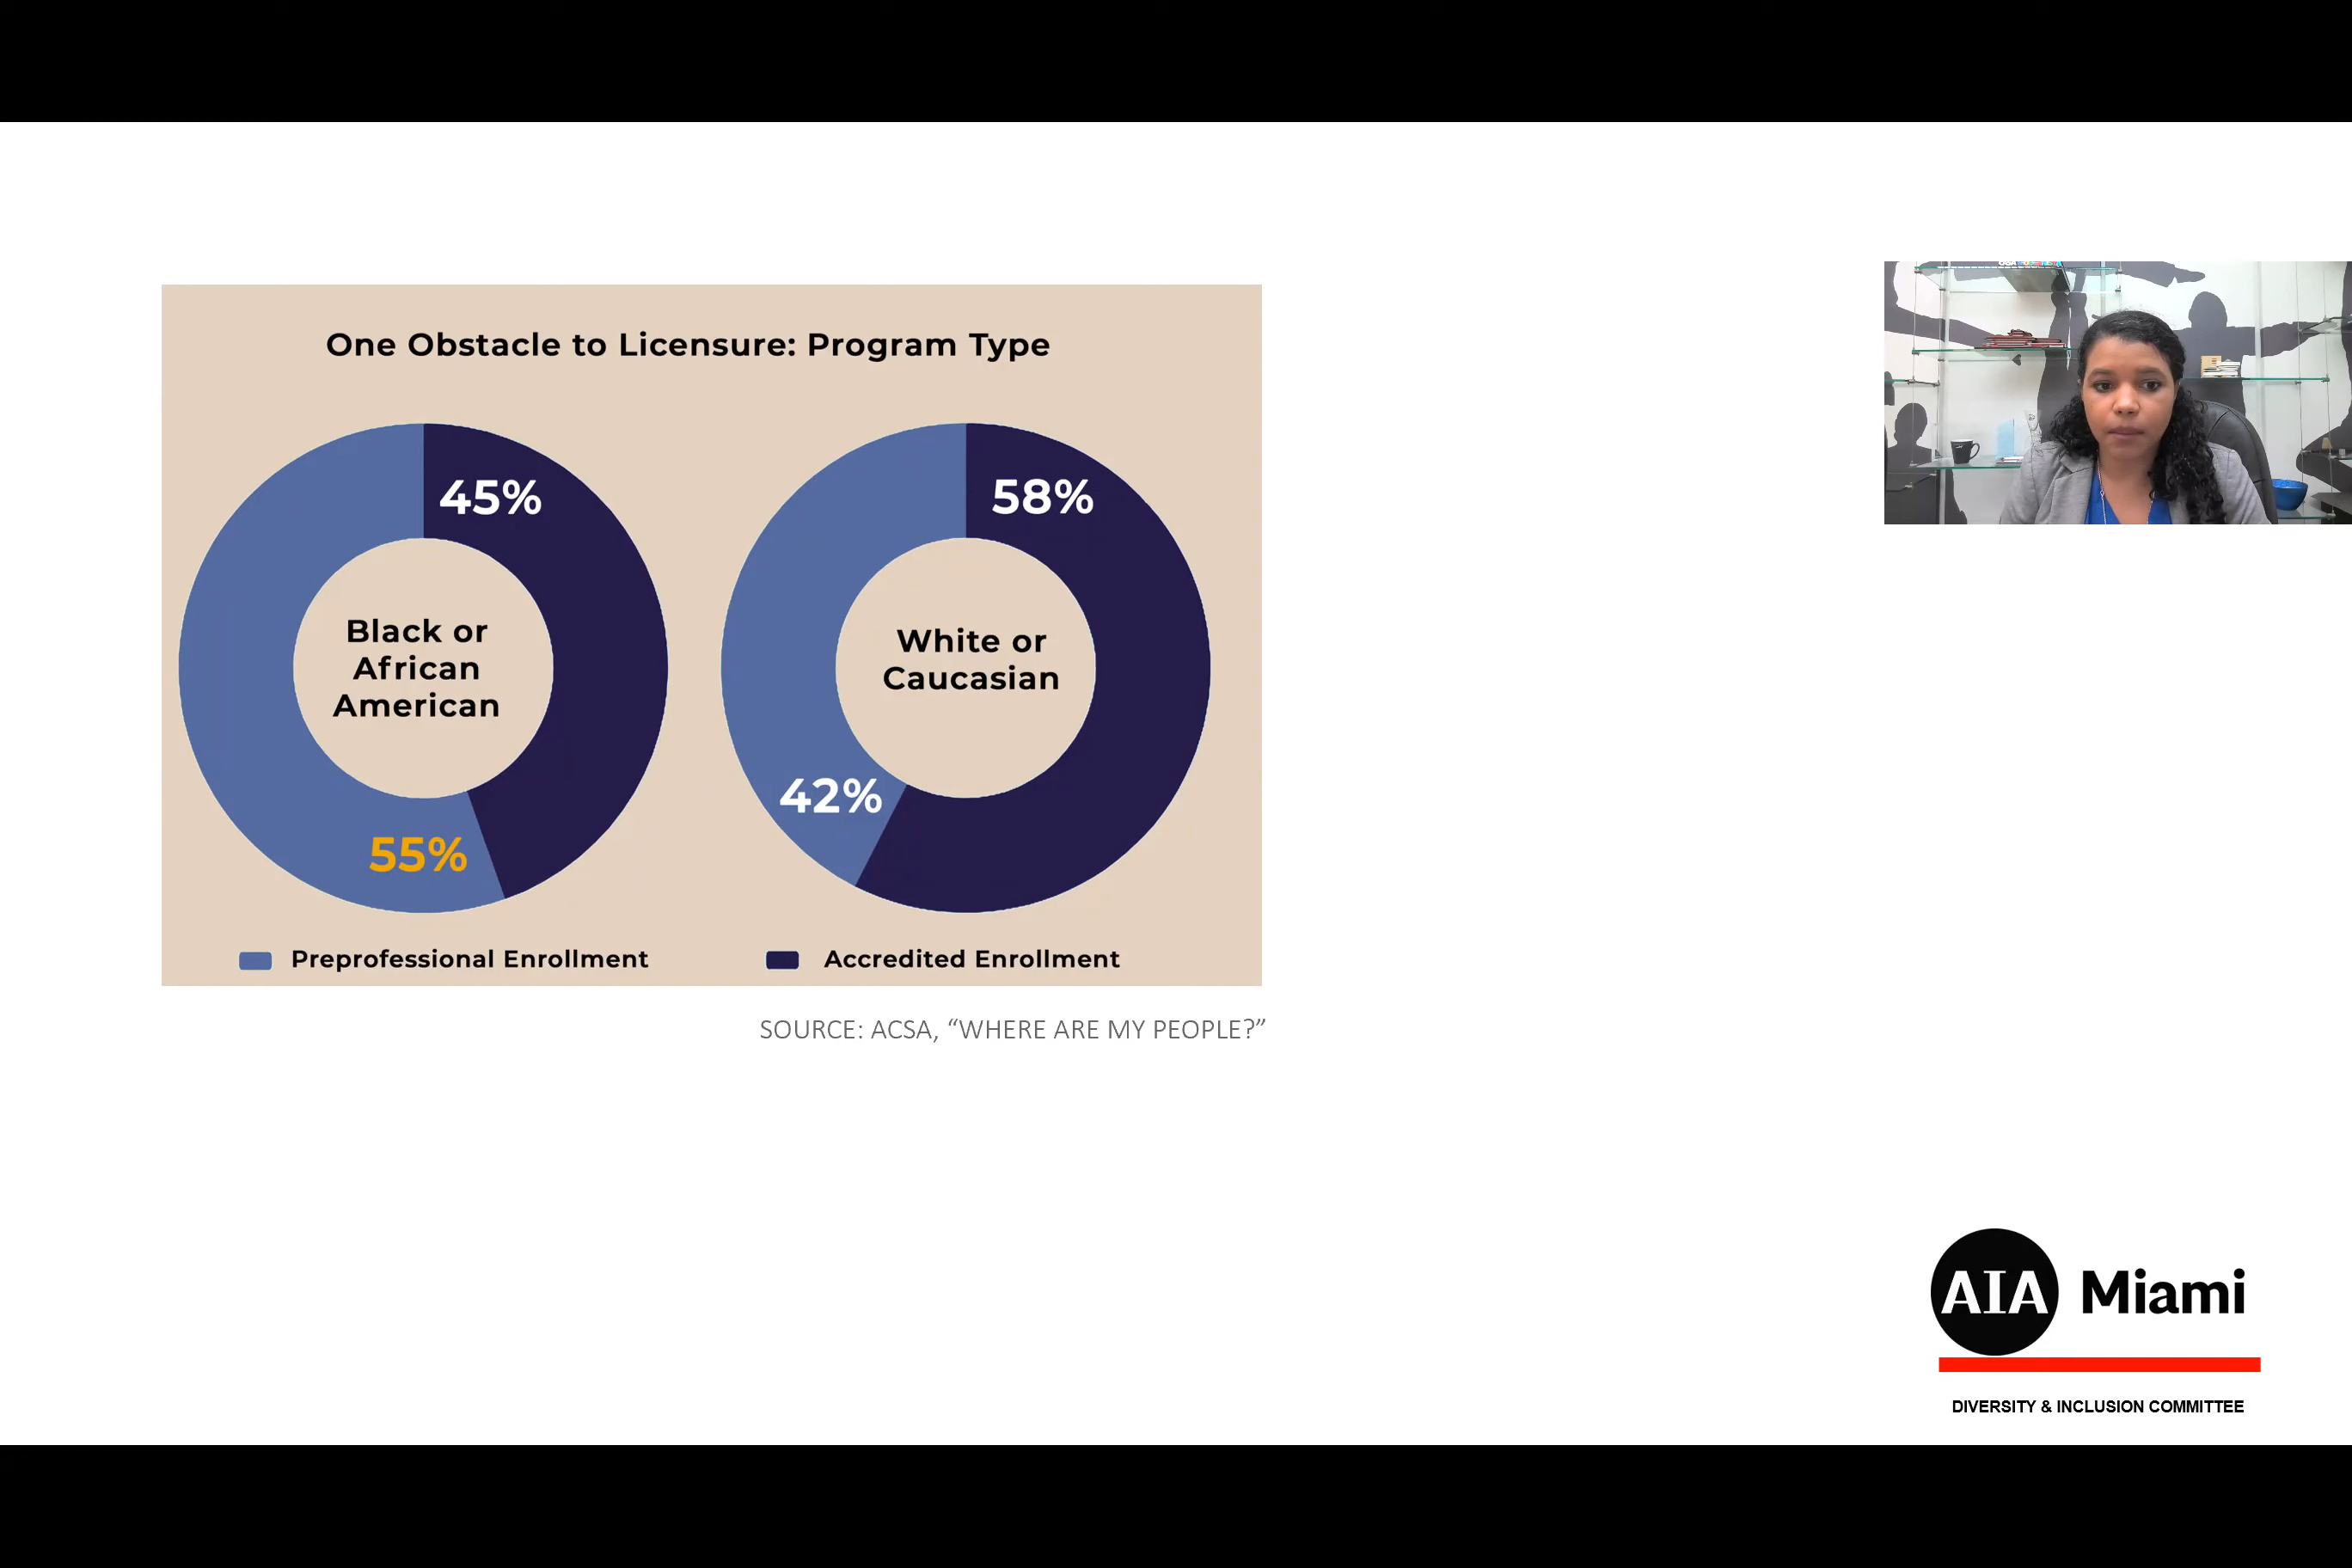 One Obstacle to Licensure: Program Type
45%
Black or
African
American
55%
58%
White or
Caucasian
42%
Preprofessional Enrollment
Accredited Enrollment
SOURCE: ACSA, “WHERE ARE MY PEOPLE?”
AIA Miami
DIVERSITY & INCLUSION COMMITTEE